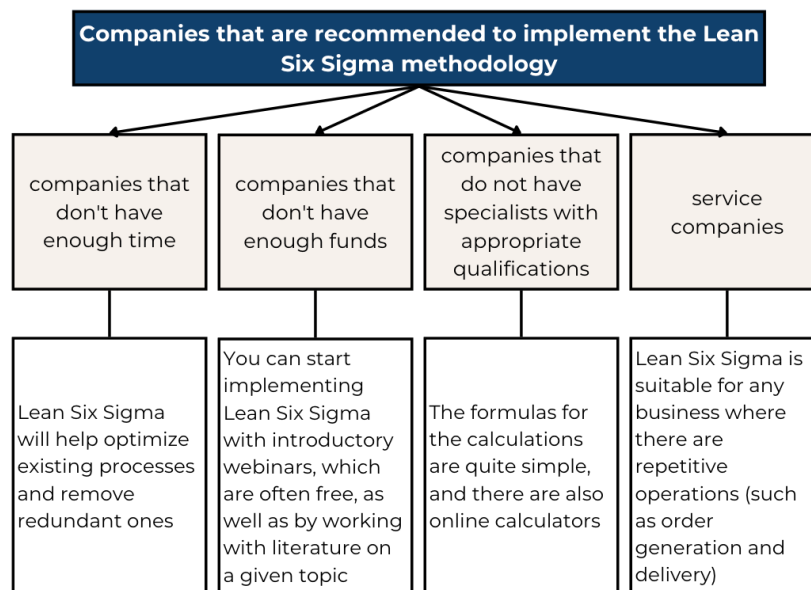 Companies that are recommended to implement the Lean
Six Sigma methodology
companies that
don't have
enough time
companies that
don't have
enough funds
companies that
do not have
specialists with
appropriate
qualifications
service
companies
Lean Six Sigma
will help optimize
existing processes
and remove
redundant ones
You can start
implementing
Lean Six Sigma
with introductory
webinars, which
are often free, as
well as by working
with literature on
a given topic
The formulas for
the calculations
are quite simple,
and there are also
online calculators
Lean Six Sigma is
suitable for any
business where
there are
repetitive
operations (such
as order
generation and
delivery)